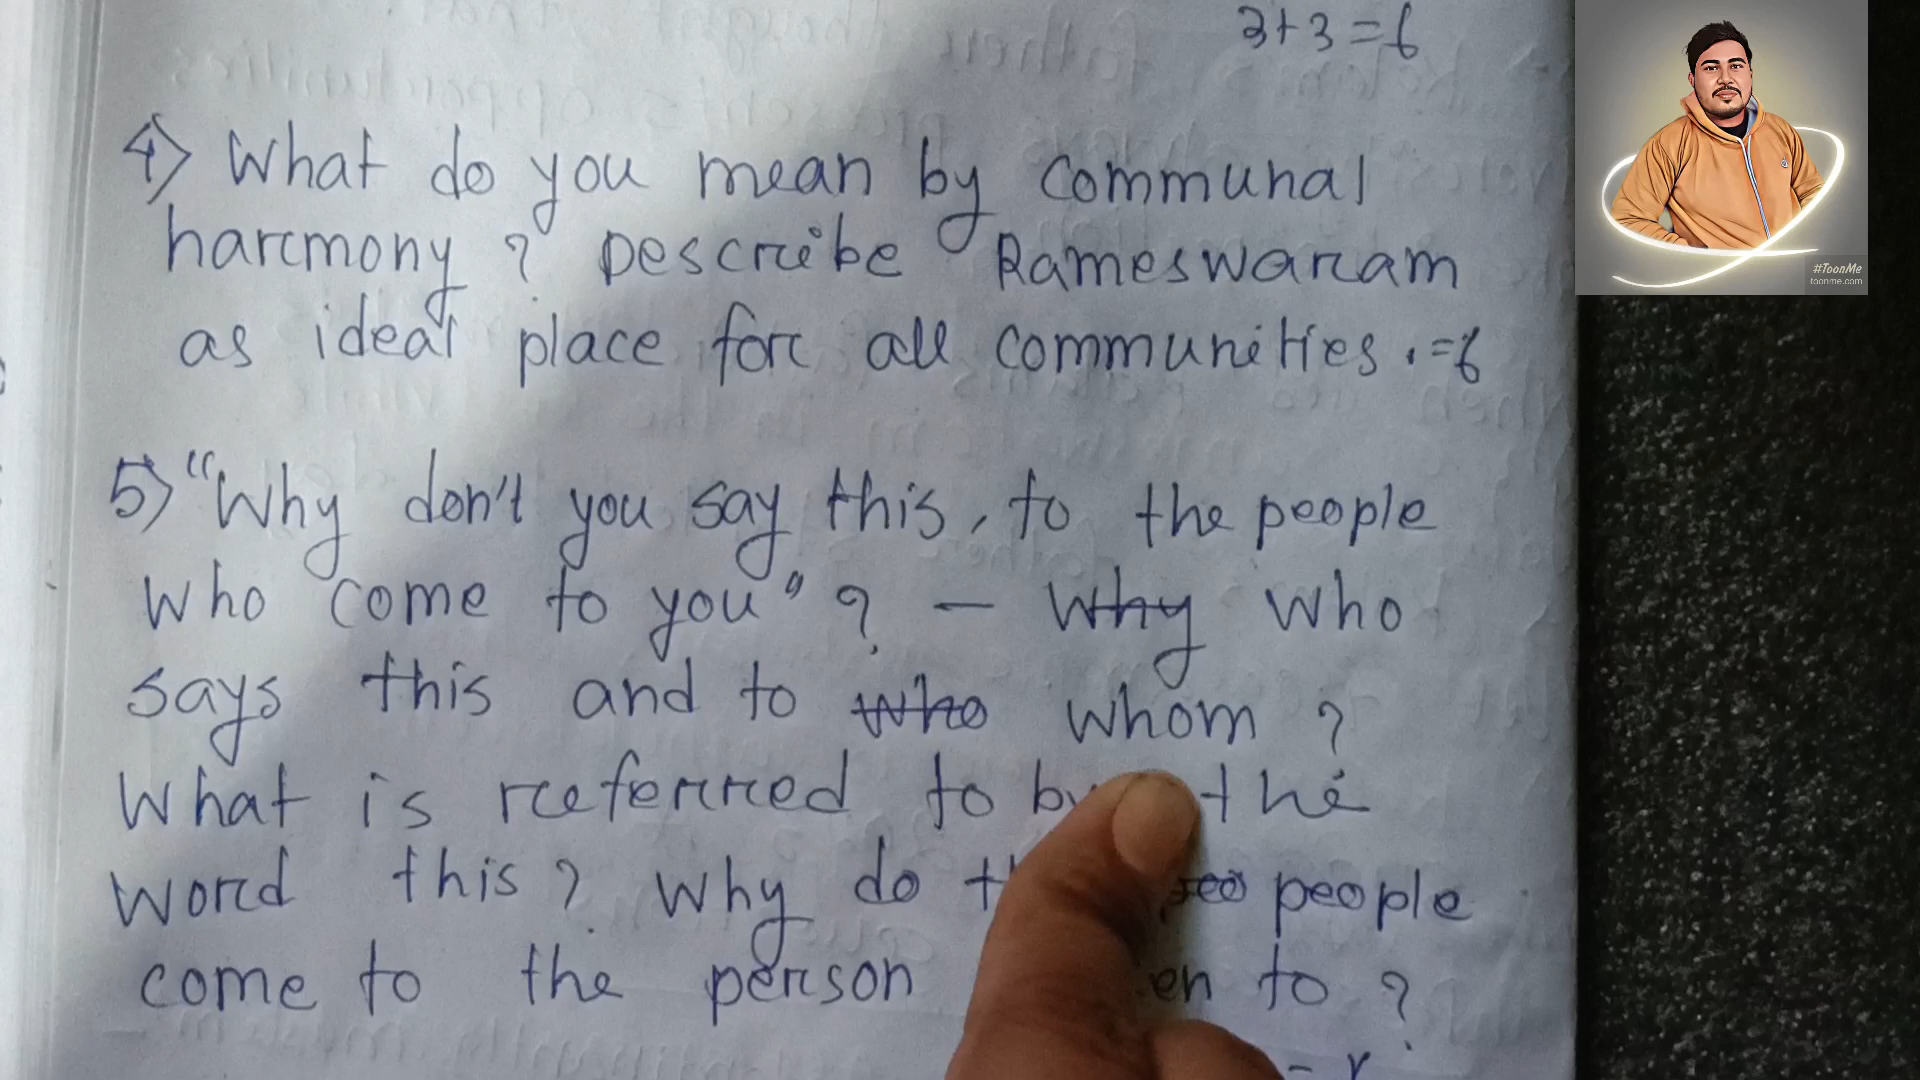 3+3=6
4) What do you mean by communal
harmony? Describe Rameswaram
as ideal place for all communities.=6
5) "Why don't you say this, to the people
who come to you"? - Why Who
says this and to who whom?
What is referred to by the
word this? Why do people
come to the person to?
#ToonMe
toonme.com